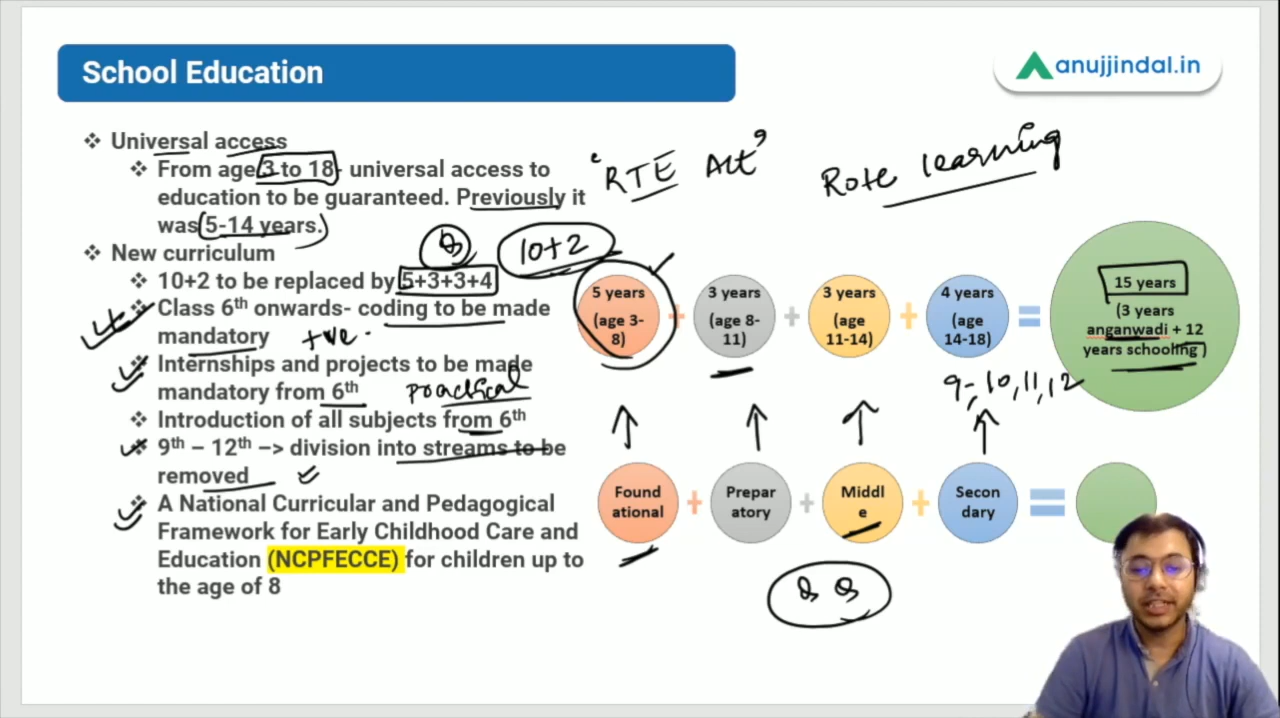 School Education
anujjindal.in
❖ Universal access
❖ From age 3 to 18- universal access to
education to be guaranteed. Previously it
was 5-14 years.
❖ New curriculum
❖ 10+2 to be replaced by 5+3+3+4
❖ Class 6th onwards- coding to be made
mandatory
+ve
❖ Internships and projects to be made
mandatory from 6th
practical
❖ Introduction of all subjects from 6th
❖ 9th – 12th –> division into streams to be
removed
❖ A National Curricular and Pedagogical
Framework for Early Childhood Care and
Education (NCPFECCE) for children up to
the age of 8
'RTE Act'
Rote learning
10+2
5 years
(age 3-
8)
+
3 years
(age 8-
11)
+
3 years
(age
11-14)
+
4 years
(age
14-18)
=
15 years
(3 years
anganwadi + 12
years schooling )
9-, 10, 11, 12
Found
ational
+
Prepar
atory
+
Middl
e
+
Secon
dary
=